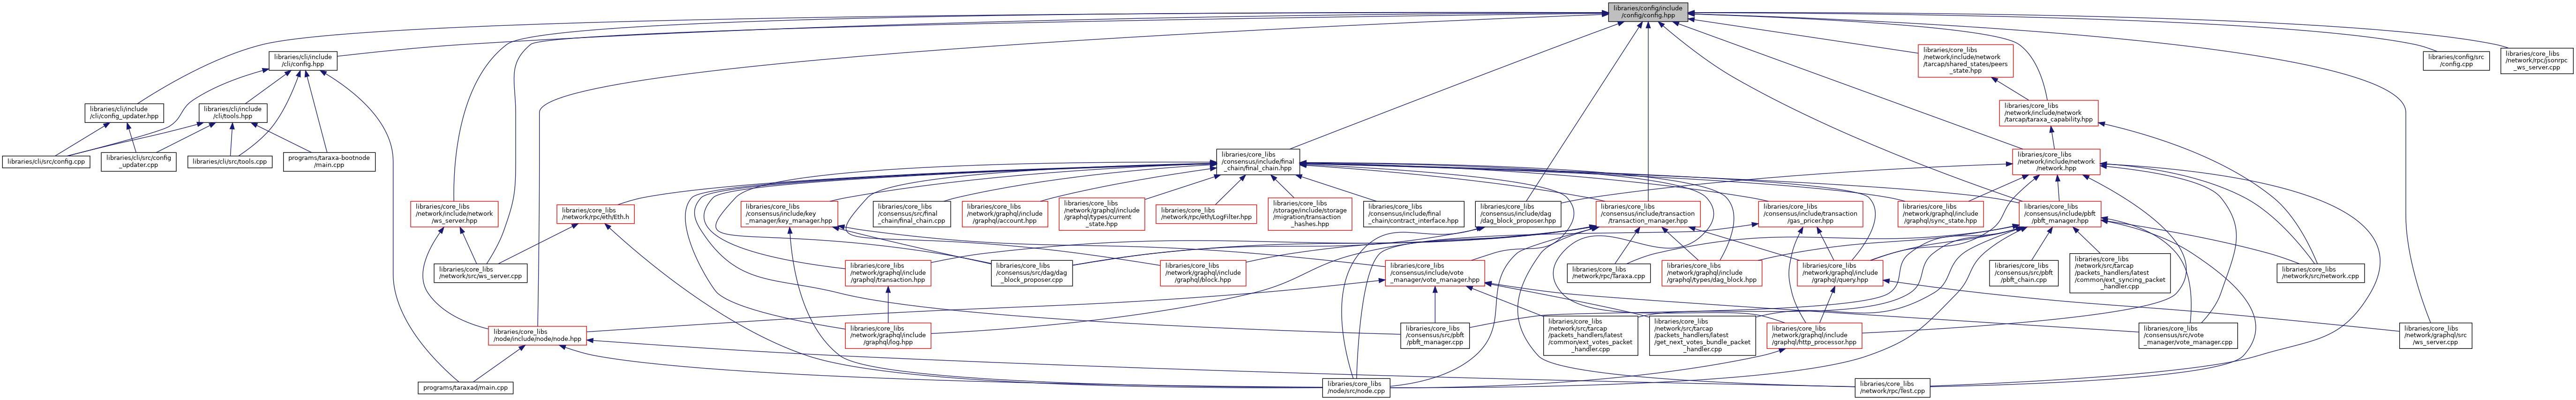 libraries/config/include
/config/config.hpp
libraries/cli/include
/cli/config.hpp
libraries/core_libs
/network/include/network
/tarcap/shared_states/peers
_state.hpp
libraries/config/src
/config.cpp
libraries/core_libs
/network/rpc/jsonrpc
_ws_server.cpp
libraries/cli/include
/cli/config_updater.hpp
libraries/cli/include
/cli/tools.hpp
libraries/core_libs
/network/include/network
/tarcap/taraxa_capability.hpp
libraries/cli/src/config.cpp
libraries/cli/src/config
_updater.cpp
libraries/cli/src/tools.cpp
programs/taraxa-bootnode
/main.cpp
libraries/core_libs
/consensus/include/final
_chain/final_chain.hpp
libraries/core_libs
/network/include/network
/network.hpp
libraries/core_libs
/network/include/network
/ws_server.hpp
libraries/core_libs
/network/rpc/eth/Eth.h
libraries/core_libs
/consensus/include/key
_manager/key_manager.hpp
libraries/core_libs
/consensus/src/final
_chain/final_chain.cpp
libraries/core_libs
/network/graphql/include
/graphql/account.hpp
libraries/core_libs
/network/graphql/include
/graphql/types/current
_state.hpp
libraries/core_libs
/network/rpc/eth/LogFilter.hpp
libraries/core_libs
/storage/include/storage
/migration/transaction
_hashes.hpp
libraries/core_libs
/consensus/include/final
_chain/contract_interface.hpp
libraries/core_libs
/consensus/include/dag
/dag_block_proposer.hpp
libraries/core_libs
/consensus/include/transaction
/transaction_manager.hpp
libraries/core_libs
/consensus/include/transaction
/gas_pricer.hpp
libraries/core_libs
/network/graphql/include
/graphql/sync_state.hpp
libraries/core_libs
/consensus/include/pbft
/pbft_manager.hpp
libraries/core_libs
/network/src/ws_server.cpp
libraries/core_libs
/network/graphql/include
/graphql/transaction.hpp
libraries/core_libs
/consensus/src/dag/dag
_block_proposer.cpp
libraries/core_libs
/network/graphql/include
/graphql/block.hpp
libraries/core_libs
/consensus/include/vote
_manager/vote_manager.hpp
libraries/core_libs
/network/rpc/Taraxa.cpp
libraries/core_libs
/network/graphql/include
/graphql/types/dag_block.hpp
libraries/core_libs
/network/graphql/include
/graphql/query.hpp
libraries/core_libs
/consensus/src/pbft
/pbft_chain.cpp
libraries/core_libs
/network/src/tarcap
/packets_handlers/latest
/common/ext_syncing_packet
_handler.cpp
libraries/core_libs
/network/src/network.cpp
libraries/core_libs
/node/include/node/node.hpp
libraries/core_libs
/network/graphql/include
/graphql/log.hpp
libraries/core_libs
/consensus/src/pbft
/pbft_manager.cpp
libraries/core_libs
/network/src/tarcap
/packets_handlers/latest
/common/ext_votes_packet
_handler.cpp
libraries/core_libs
/network/src/tarcap
/packets_handlers/latest
/get_next_votes_bundle_packet
_handler.cpp
libraries/core_libs
/network/graphql/include
/graphql/http_processor.hpp
libraries/core_libs
/consensus/src/vote
_manager/vote_manager.cpp
libraries/core_libs
/network/graphql/src
/ws_server.cpp
programs/taraxad/main.cpp
libraries/core_libs
/node/src/node.cpp
libraries/core_libs
/network/rpc/Test.cpp